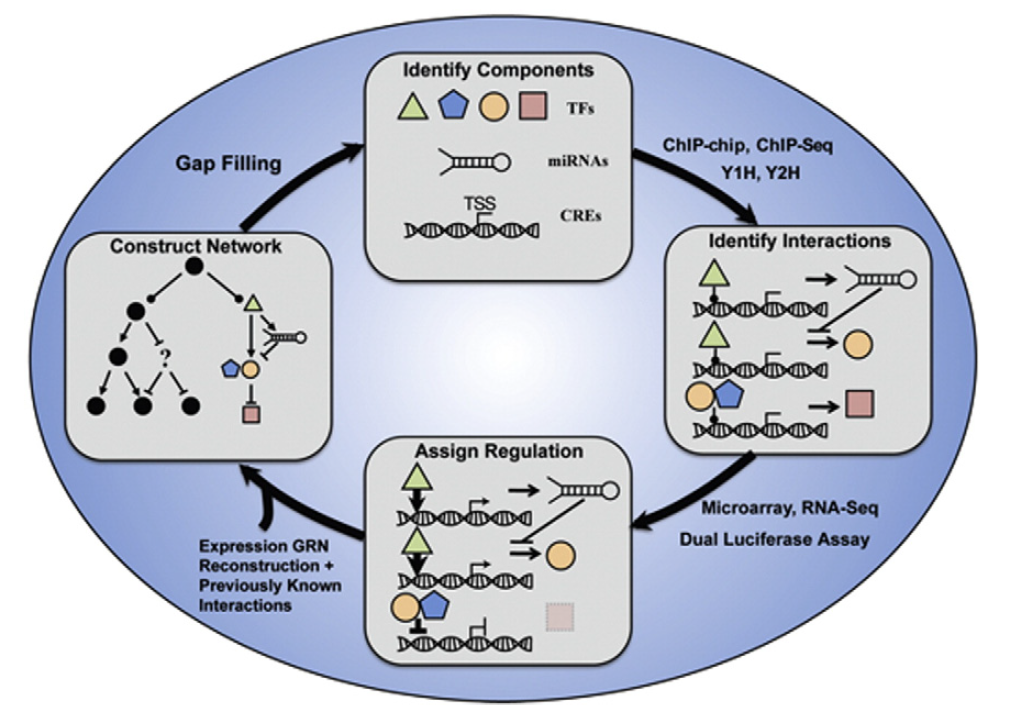 Identify Components
TFs
miRNAs
TSS
CREs
ChIP-chip, ChIP-Seq
Y1H, Y2H
Identify Interactions
Microarray, RNA-Seq
Dual Luciferase Assay
Assign Regulation
Expression GRN
Reconstruction +
Previously Known
Interactions
Construct Network
?
Gap Filling